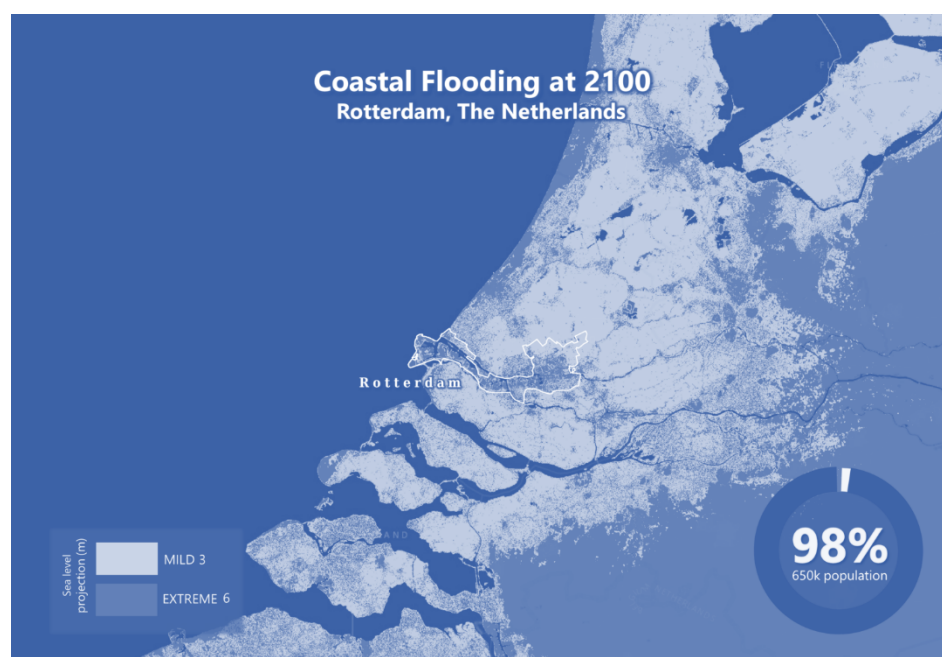 Coastal Flooding at 2100
Rotterdam, The Netherlands
Rotterdam
Sea level
projection (m)
MILD 3
EXTREME 6
98%
650k population